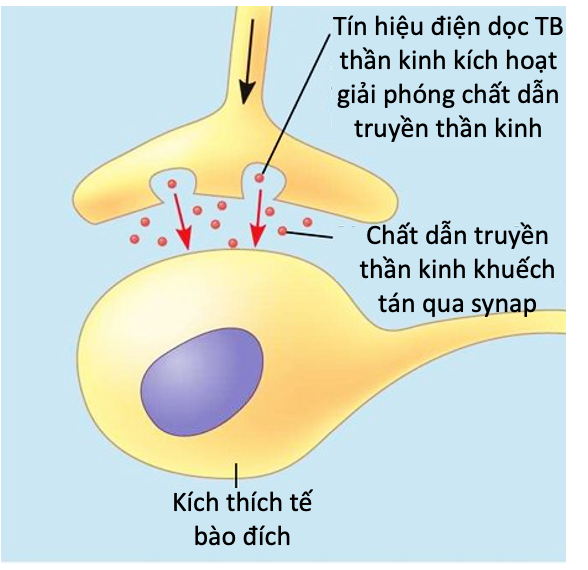 Tín hiệu điện dọc TB
thần kinh kích hoạt
giải phóng chất dẫn
truyền thần kinh
Chất dẫn truyền
thần kinh khuếch
tán qua synap
Kích thích tế
bào đích